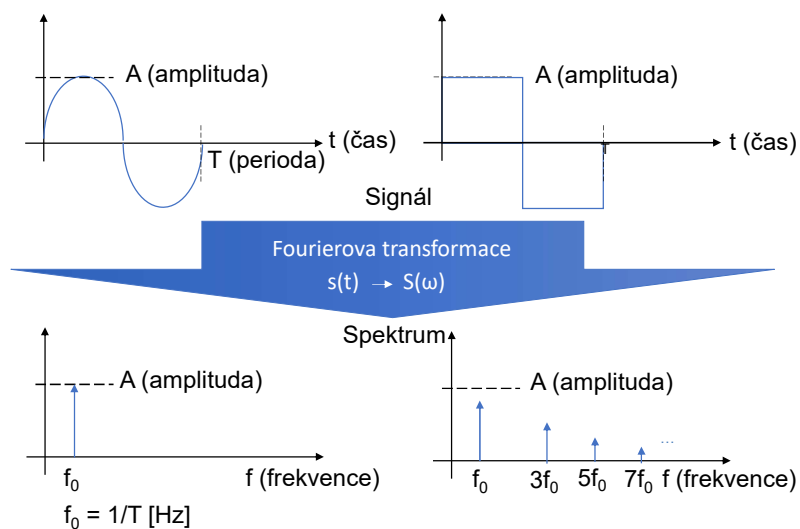 A (amplituda)
t (čas)
T (perioda)
A (amplituda)
T
t (čas)
Signál
Fourierova transformace
s(t) → S(ω)
Spektrum
A (amplituda)
f₀
f (frekvence)
f₀ = 1/T [Hz]
A (amplituda)
...
f₀
3f₀
5f₀
7f₀
f (frekvence)